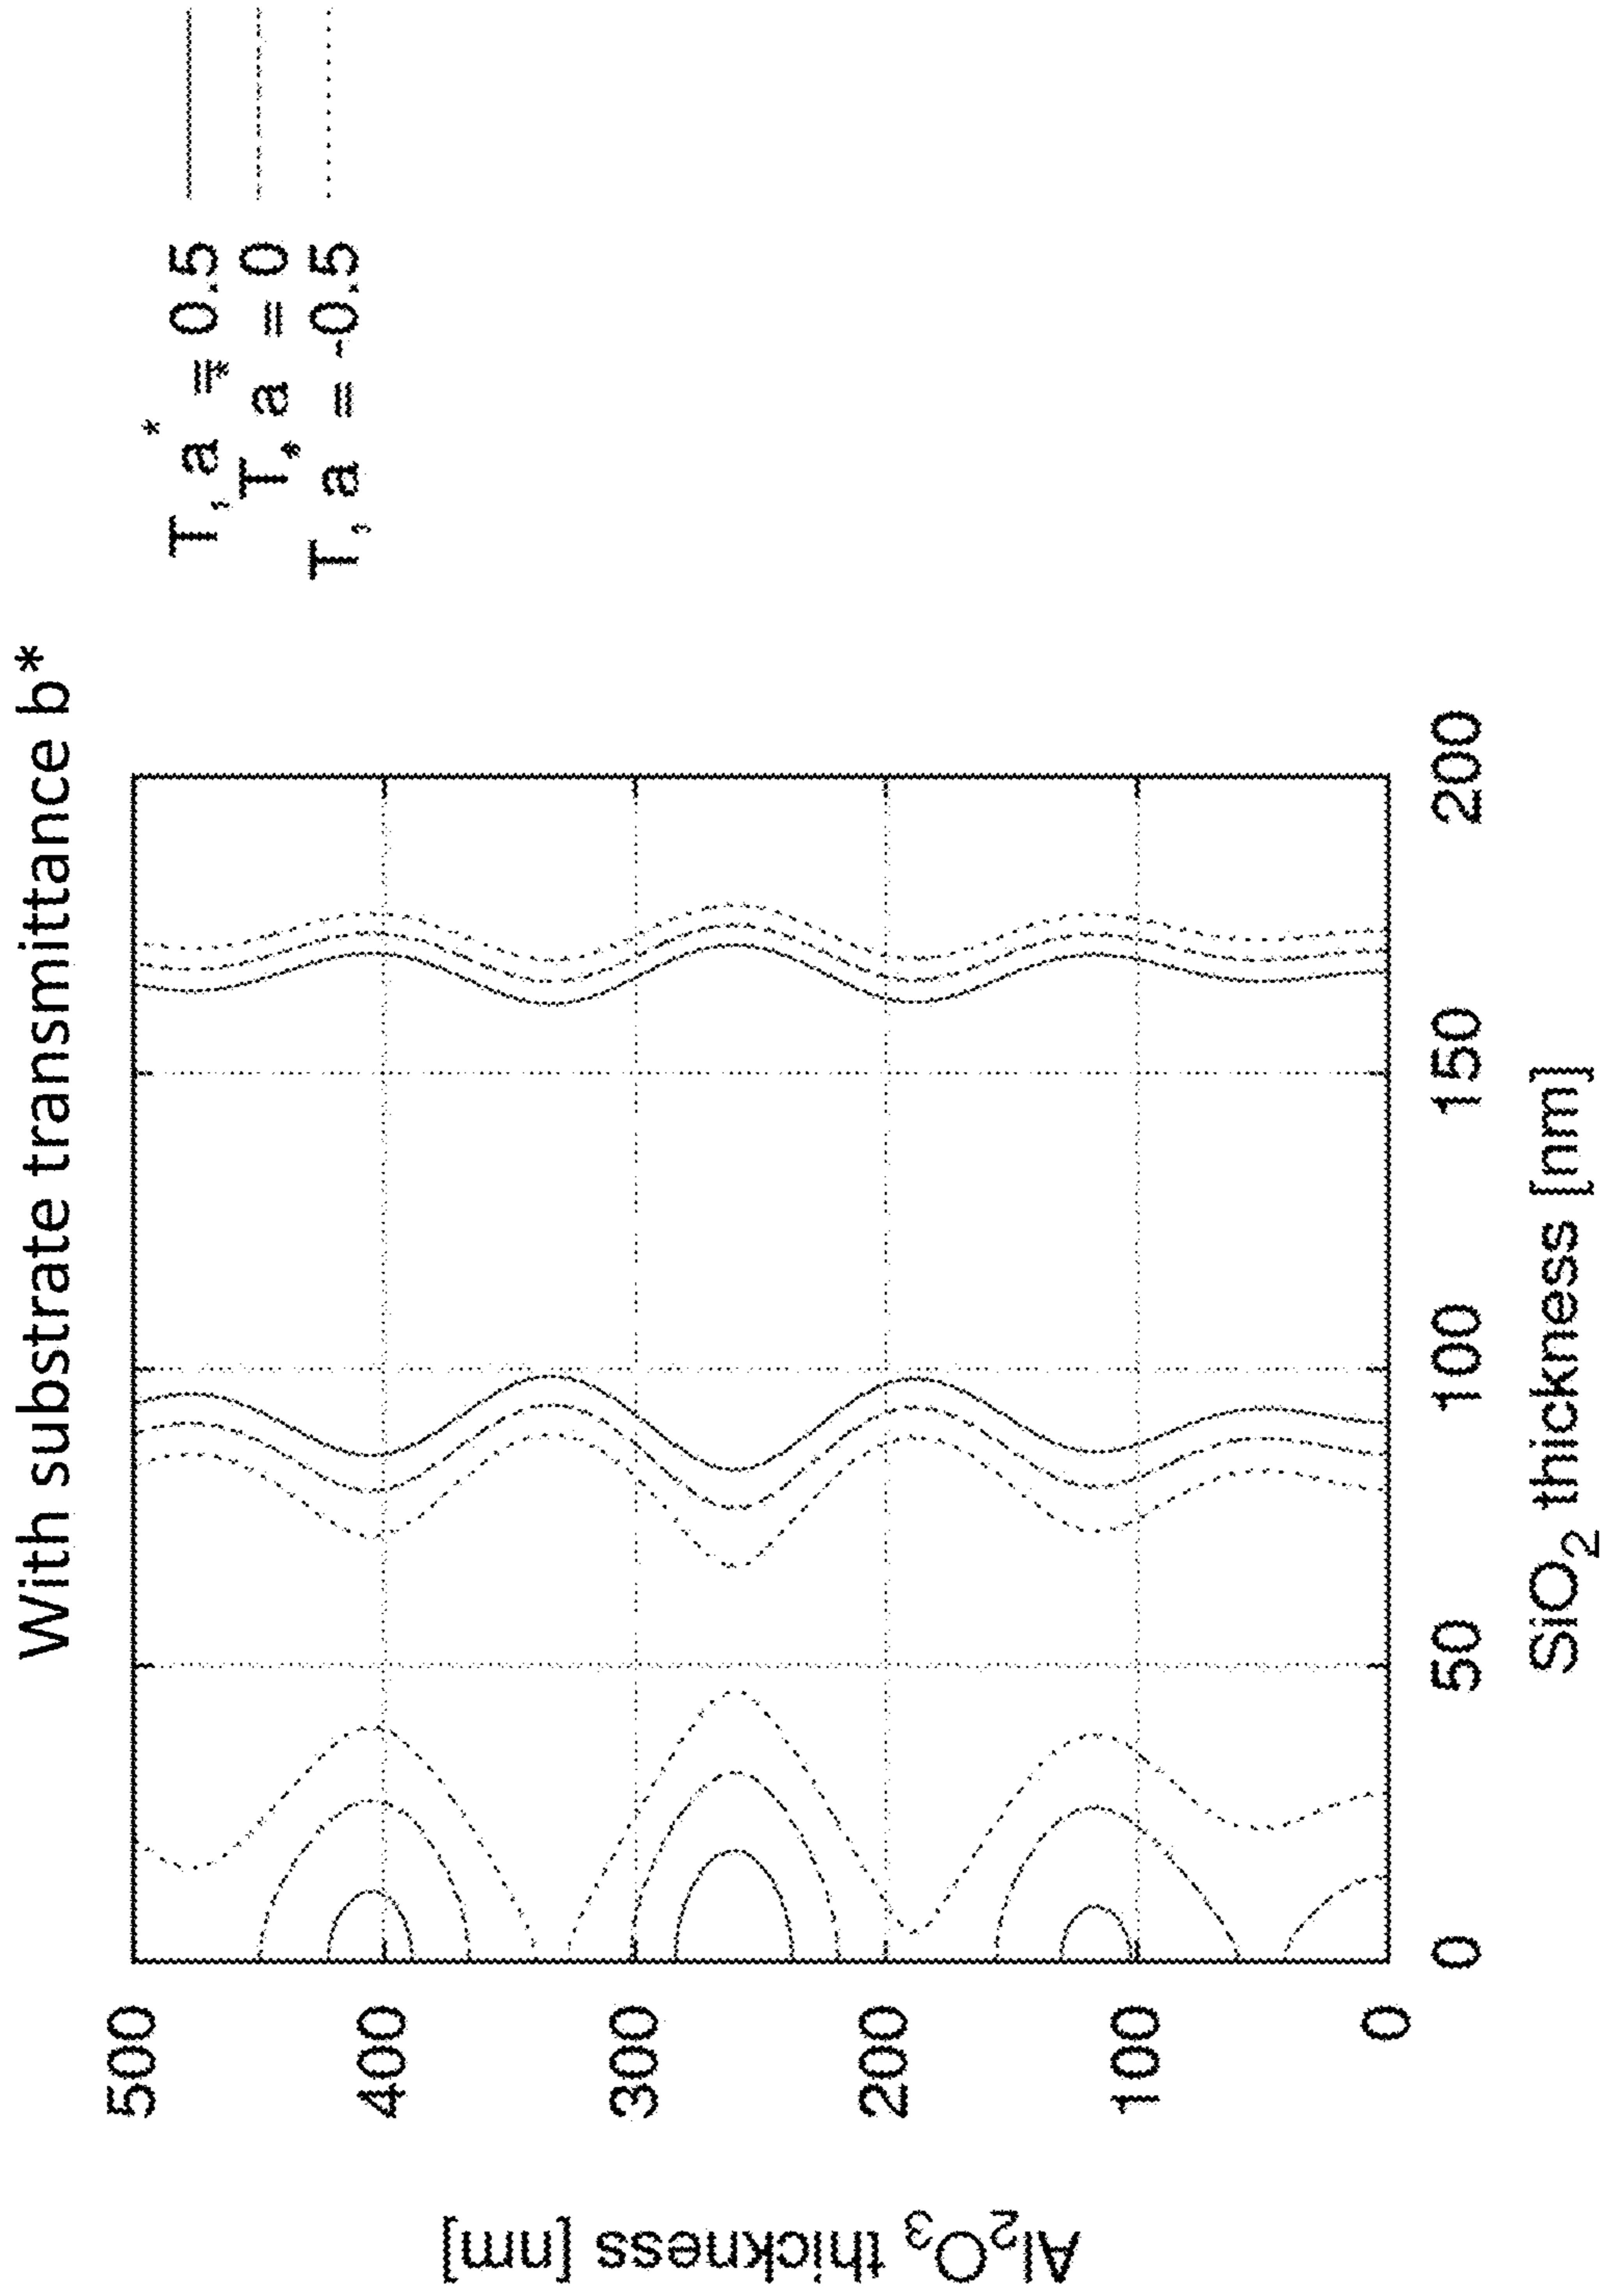 With substrate transmittance b*
T, a* = 0.5
T, a* = 0
T, a* = -0.5
500
400
300
200
100
0
0 50 100 150 200
Al₂O₃ thickness [nm]
SiO₂ thickness [nm]